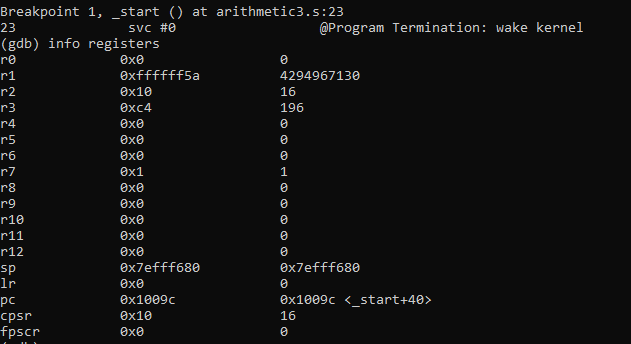 Breakpoint 1, _start () at arithmetic3.s:23
23 svc #0 @Program Termination: wake kernel
(gdb) info registers
r0 0x0 0
r1 0xffffff5a 4294967130
r2 0x10 16
r3 0xc4 196
r4 0x0 0
r5 0x0 0
r6 0x0 0
r7 0x1 1
r8 0x0 0
r9 0x0 0
r10 0x0 0
r11 0x0 0
r12 0x0 0
sp 0x7efff680 0x7efff680
lr 0x0 0
pc 0x1009c 0x1009c <_start+40>
cpsr 0x10 16
fpscr 0x0 0
(gdb)